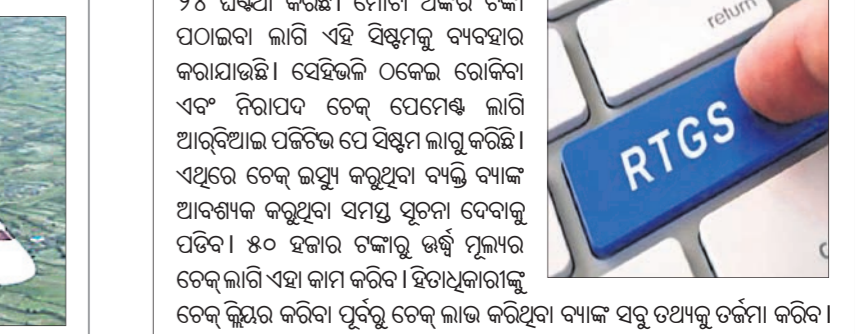 ୨୪ ଘଣ୍ଟିଆ କରିଛି। ମୋଟା ଅଙ୍କର ଟଙ୍କା
ପଠାଇବା ଲାଗି ଏହି ସିଷ୍ଟମକୁ ବ୍ୟବହାର
କରାଯାଉଛି। ସେହିଭଳି ଠକେଇ ରୋକିବା
ଏବଂ ନିରାପଦ ଚେକ୍ ପେମେଣ୍ଟ ଲାଗି
ଆର୍‌ବିଆଇ ପଜିଟିଭ ପେ ସିଷ୍ଟମ ଲାଗୁ କରିଛି।
ଏଥିରେ ଚେକ୍ ଇସ୍ୟୁ କରୁଥିବା ବ୍ୟକ୍ତି ବ୍ୟାଙ୍କ
ଆବଶ୍ୟକ କରୁଥିବା ସମସ୍ତ ସୂଚନା ଦେବାକୁ
ପଡିବ। ୫୦ ହଜାର ଟଙ୍କାରୁ ଊର୍ଦ୍ଧ୍ୱ ମୂଲ୍ୟର
ଚେକ୍ ଲାଗି ଏହା କାମ କରିବ। ହିତାଧିକାରୀଙ୍କୁ
ଚେକ୍ କ୍ଲିୟର କରିବା ପୂର୍ବରୁ ଚେକ୍ ଲାଭ କରିଥିବା ବ୍ୟାଙ୍କ ସବୁ ତଥ୍ୟକୁ ତର୍ଜମା କରିବ।
return
RTGS